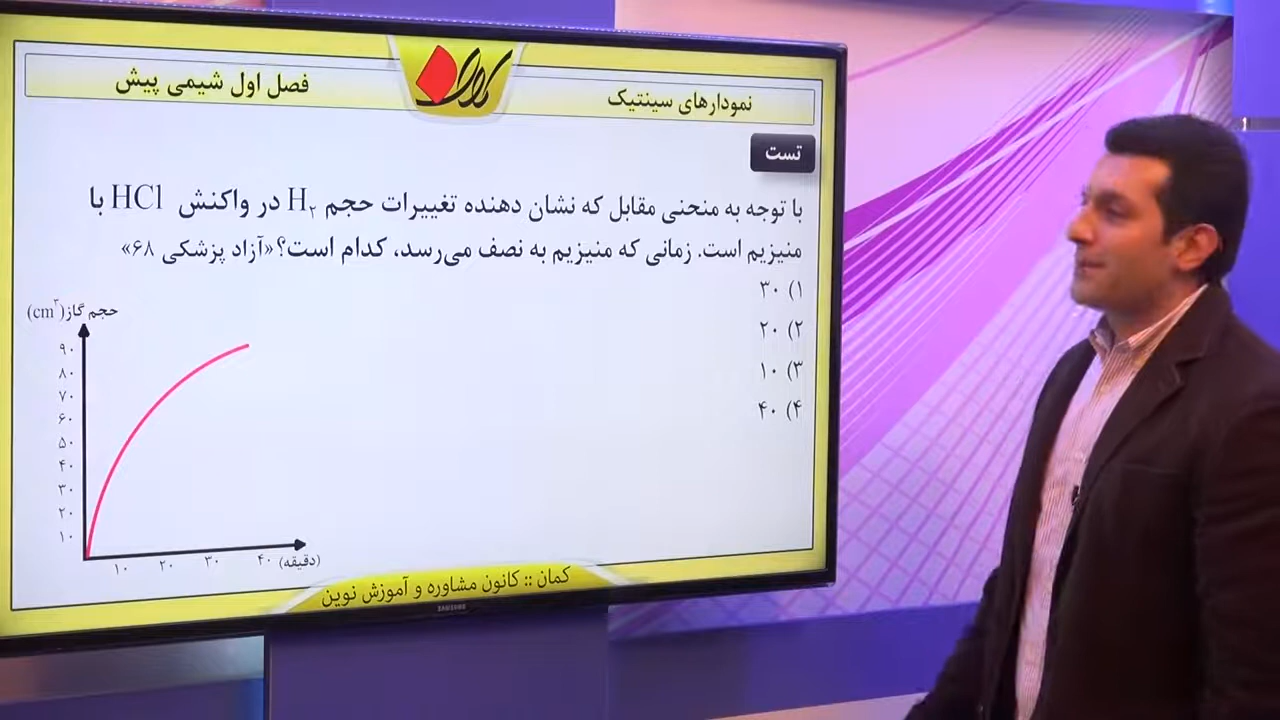 نمودارهای سینتیک
کمان
فصل اول شیمی پیش
تست
با توجه به منحنی مقابل که نشان دهنده تغییرات حجم H۲ در واکنش HCl با
منیزیم است. زمانی که منیزیم به نصف می‌رسد، کدام است؟«آزاد پزشکی ۶۸»
۱) ۳۰
۲) ۲۰
۳) ۱۰
۴) ۴۰
حجم گاز(cm۳)
۹۰
۸۰
۷۰
۶۰
۵۰
۴۰
۳۰
۲۰
۱۰
۱۰ ۲۰ ۳۰ ۴۰ (دقیقه)
کمان :: کانون مشاوره و آموزش نوین
SAMSUNG